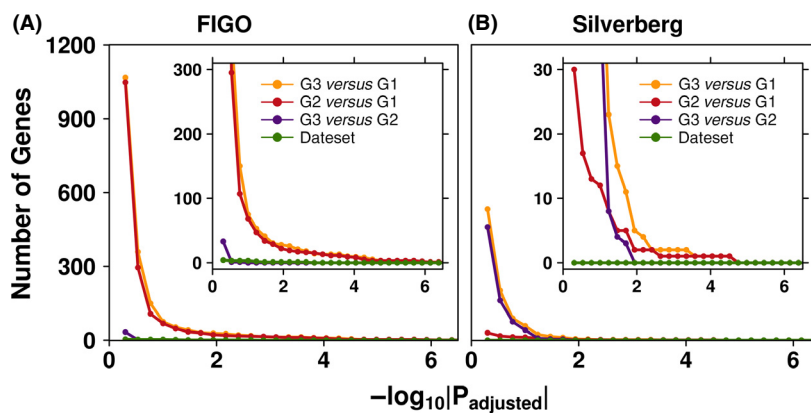 (A) FIGO
Number of Genes
1200
900
600
300
0
0 2 4 6
300
200
100
0
0 2 4 6
G3 versus G1
G2 versus G1
G3 versus G2
Dateset
(B) Silverberg
0 2 4 6
30
20
10
0
0 2 4 6
G3 versus G1
G2 versus G1
G3 versus G2
Dateset
−log10|Padjusted|